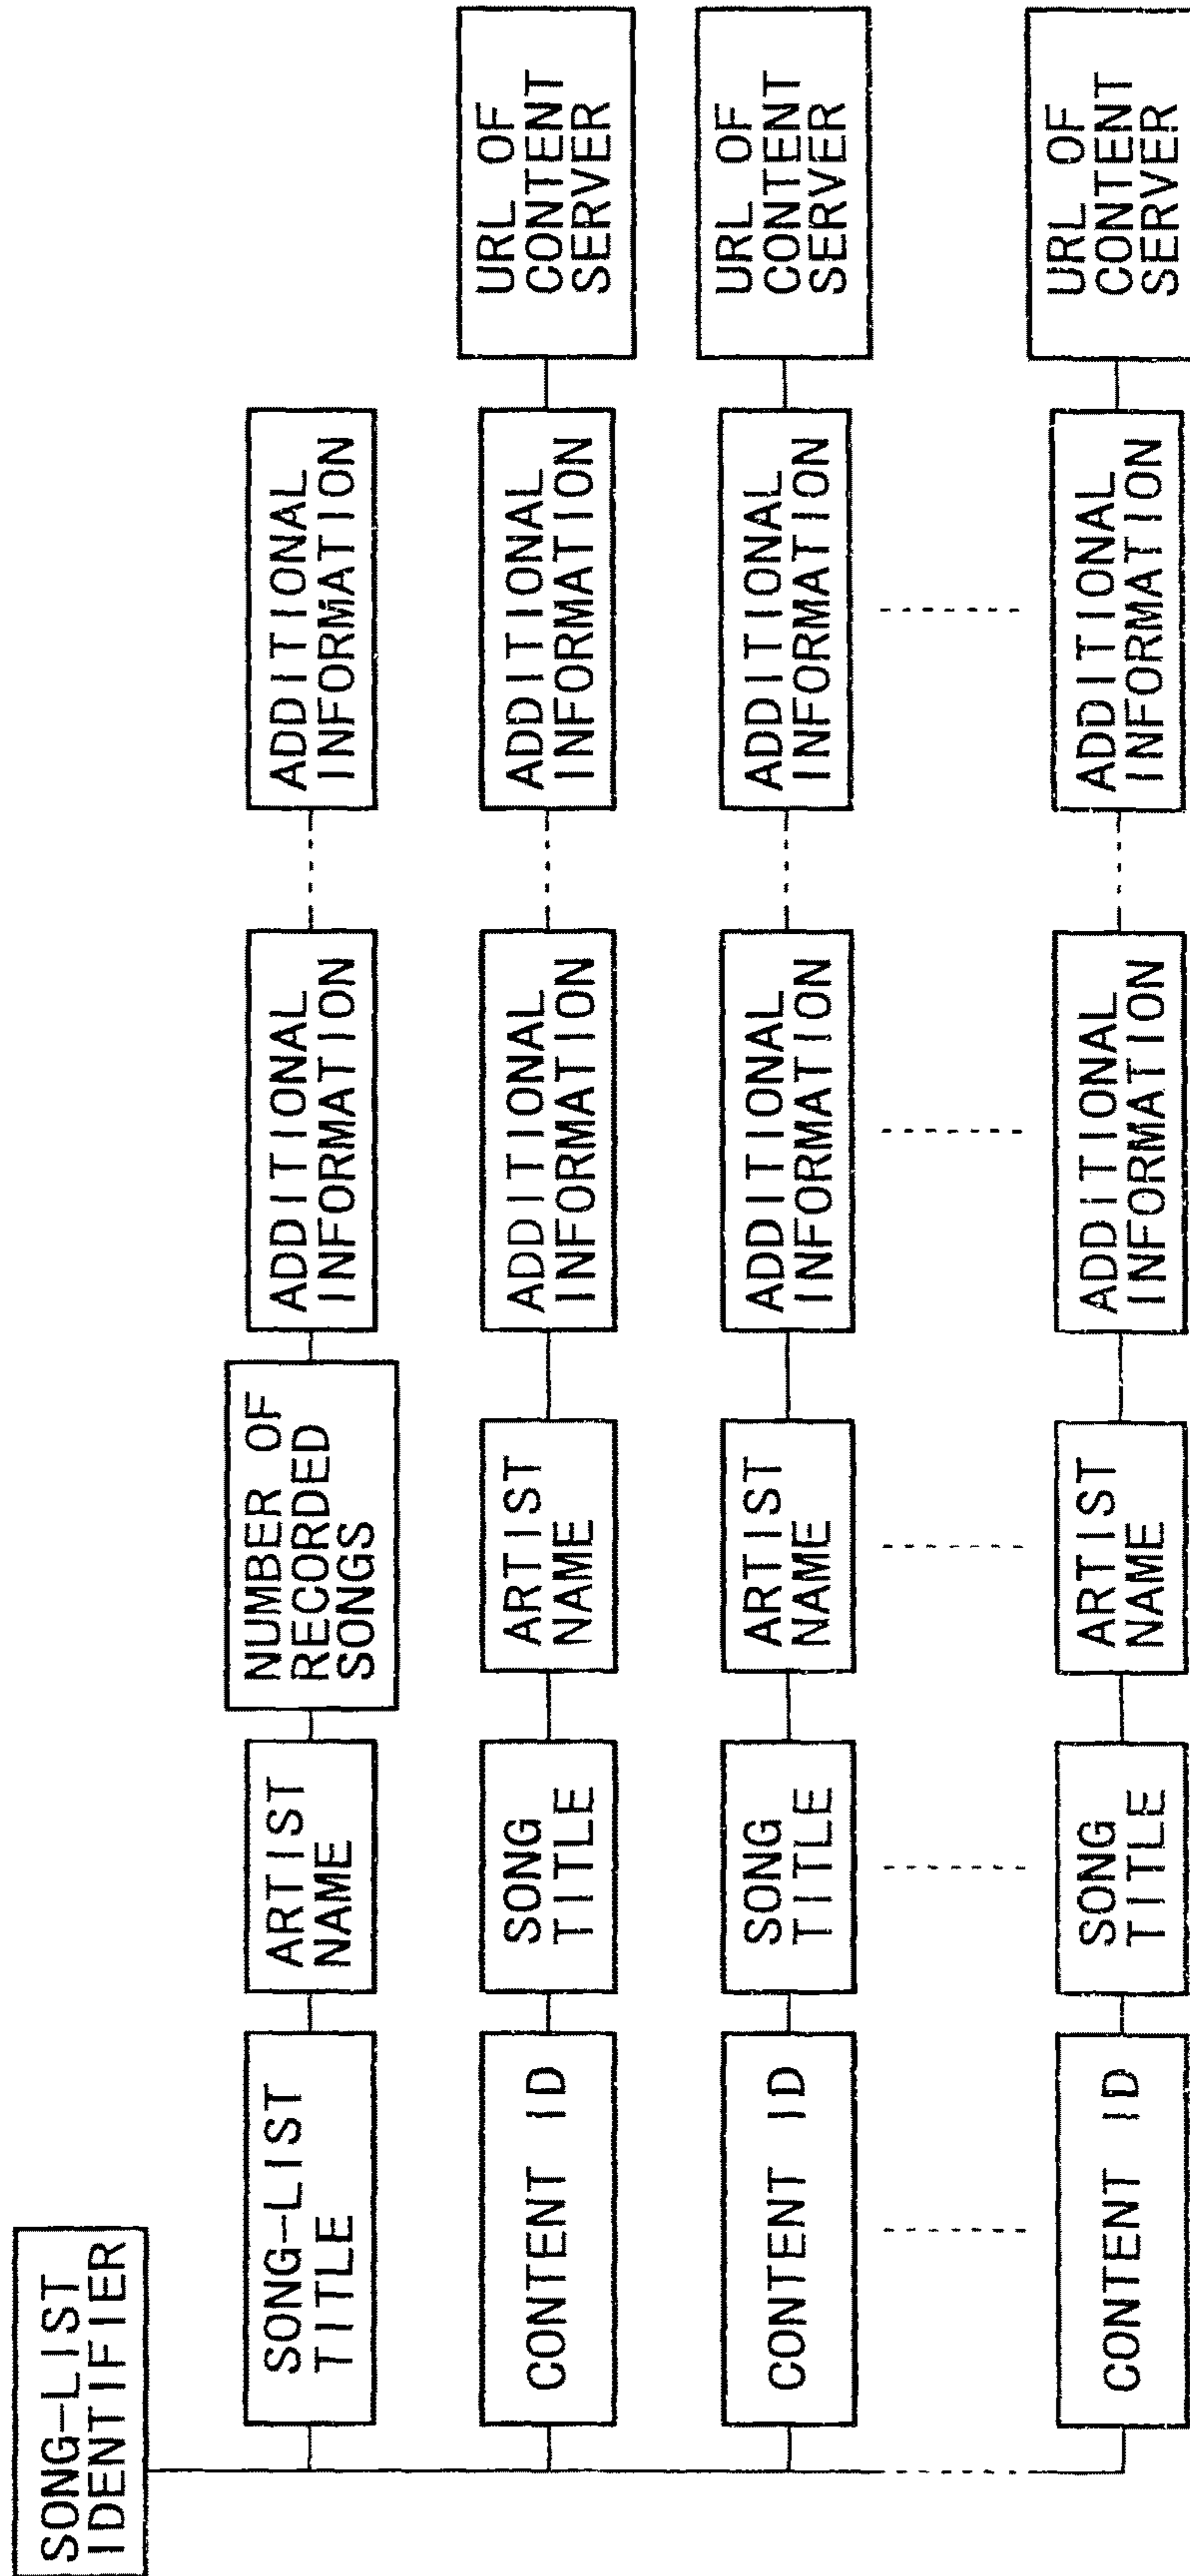 SONG-LIST
IDENTIFIER
SONG-LIST
TITLE
ARTIST
NAME
NUMBER OF
RECORDED
SONGS
ADDITIONAL
INFORMATION
ADDITIONAL
INFORMATION
CONTENT ID
SONG
TITLE
ARTIST
NAME
ADDITIONAL
INFORMATION
ADDITIONAL
INFORMATION
URL OF
CONTENT
SERVER
CONTENT ID
SONG
TITLE
ARTIST
NAME
ADDITIONAL
INFORMATION
ADDITIONAL
INFORMATION
URL OF
CONTENT
SERVER
CONTENT ID
SONG
TITLE
ARTIST
NAME
ADDITIONAL
INFORMATION
ADDITIONAL
INFORMATION
URL OF
CONTENT
SERVER